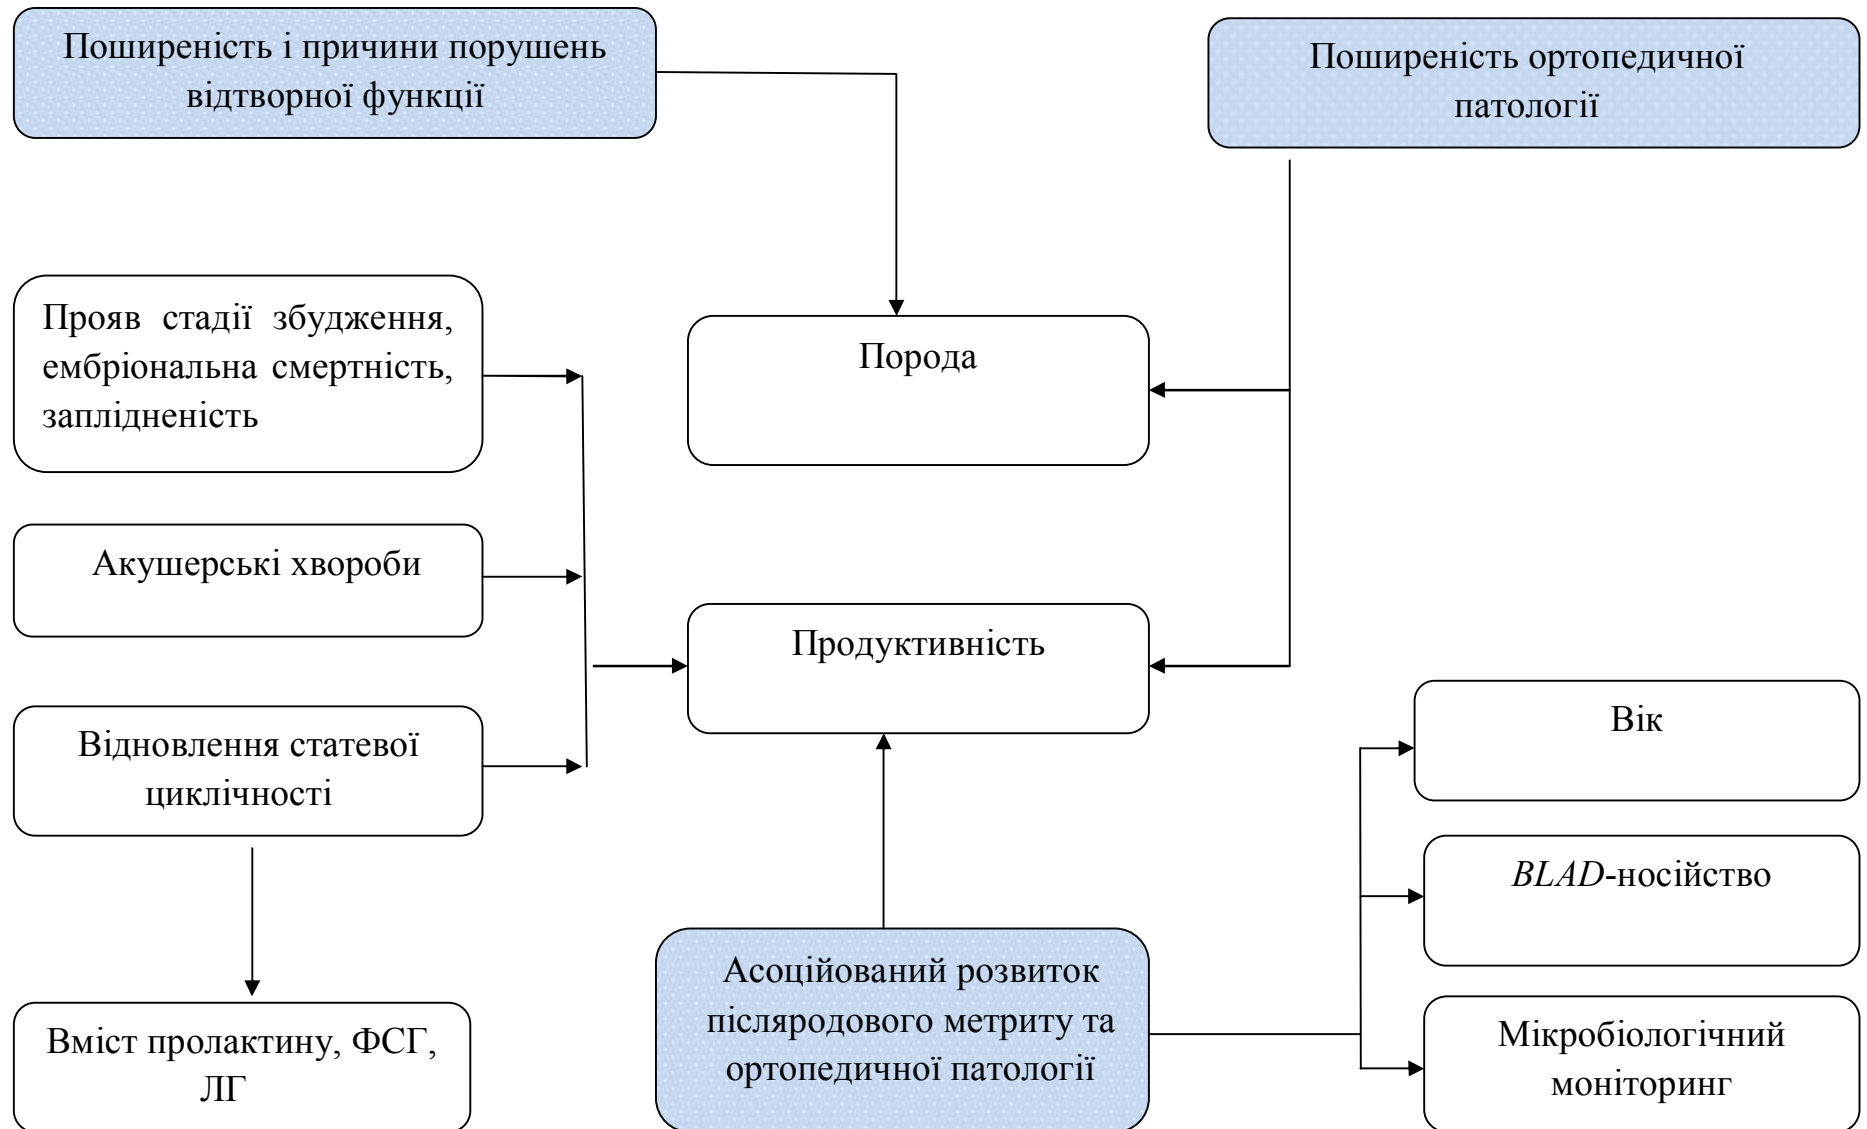 Поширеність і причини порушень
відтворної функції
Поширеність ортопедичної
патології
Прояв стадії збудження,
ембріональна смертність,
заплідненість
Порода
Акушерські хвороби
Продуктивність
Відновлення статевої
циклічності
Вік
BLAD-носійство
Асоційований розвиток
післяродового метриту та
ортопедичної патології
Вміст пролактину, ФСГ,
ЛГ
Мікробіологічний
моніторинг